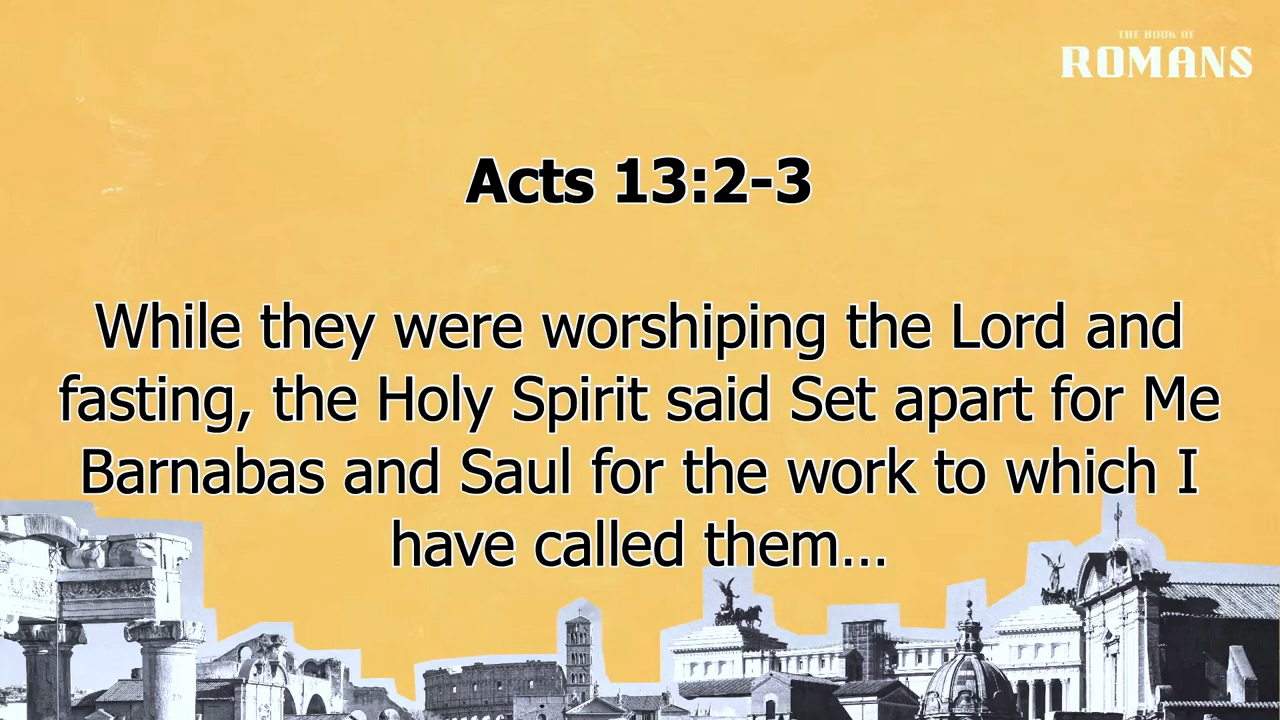 THE BOOK OF
ROMANS
Acts 13:2-3
While they were worshiping the Lord and
fasting, the Holy Spirit said Set apart for Me
Barnabas and Saul for the work to which I
have called them...